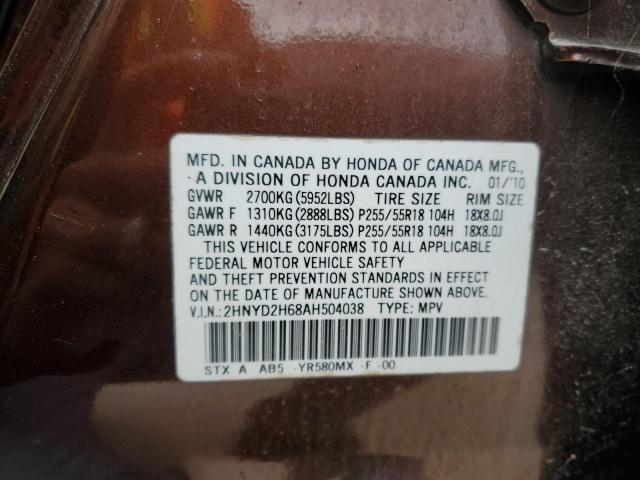 MFD. IN CANADA BY HONDA OF CANADA MFG.,
A DIVISION OF HONDA CANADA INC. 01/'10
GVWR 2700KG(5952LBS) TIRE SIZE RIM SIZE
GAWR F 1310KG(2888LBS) P255/55R18 104H 18X8.0J
GAWR R 1440KG(3175LBS) P255/55R18 104H 18X8.0J
THIS VEHICLE CONFORMS TO ALL APPLICABLE
FEDERAL MOTOR VEHICLE SAFETY
AND THEFT PREVENTION STANDARDS IN EFFECT
ON THE DATE OF MANUFACTURE SHOWN ABOVE.
V.I.N.: 2HNYD2H68AH504038 TYPE: MPV
STX A AB5 -YR580MX -F -00